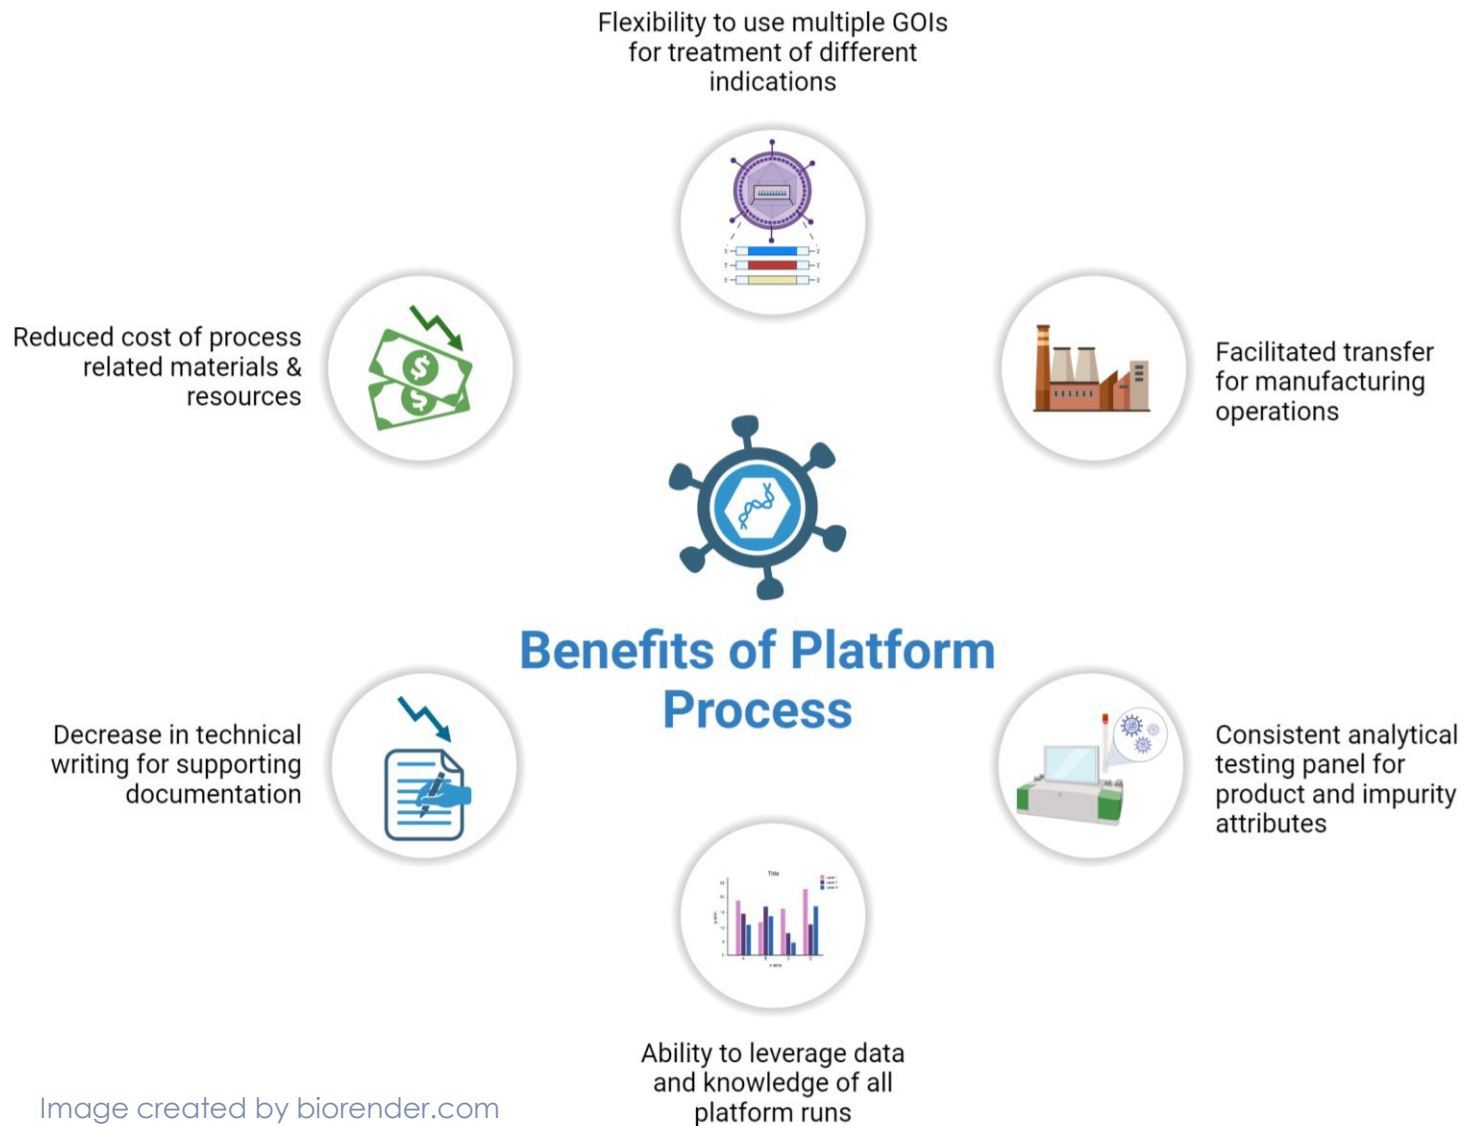 Flexibility to use multiple GOIs
for treatment of different
indications
Reduced cost of process
related materials &
resources
Facilitated transfer
for manufacturing
operations
Benefits of Platform
Process
Decrease in technical
writing for supporting
documentation
Consistent analytical
testing panel for
product and impurity
attributes
Title
Ability to leverage data
and knowledge of all
platform runs
Image created by biorender.com